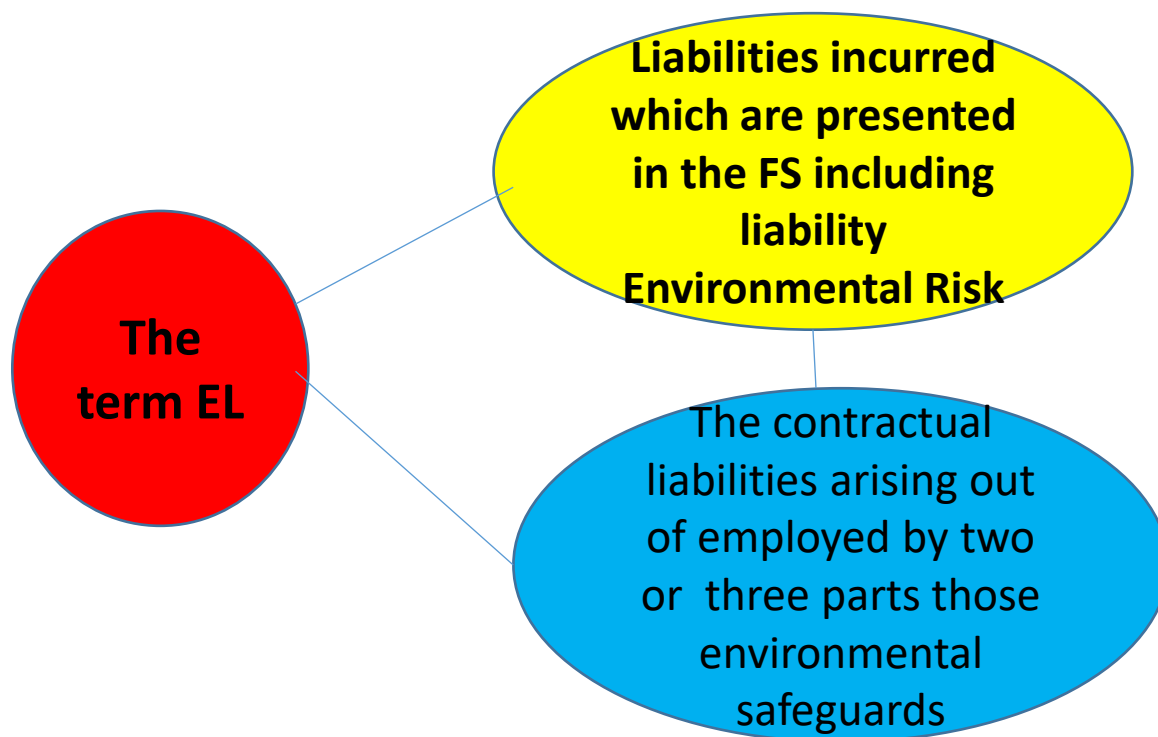 The
term EL
Liabilities incurred
which are presented
in the FS including
liability
Environmental Risk
The contractual
liabilities arising out
of employed by two
or  three parts those
environmental
safeguards